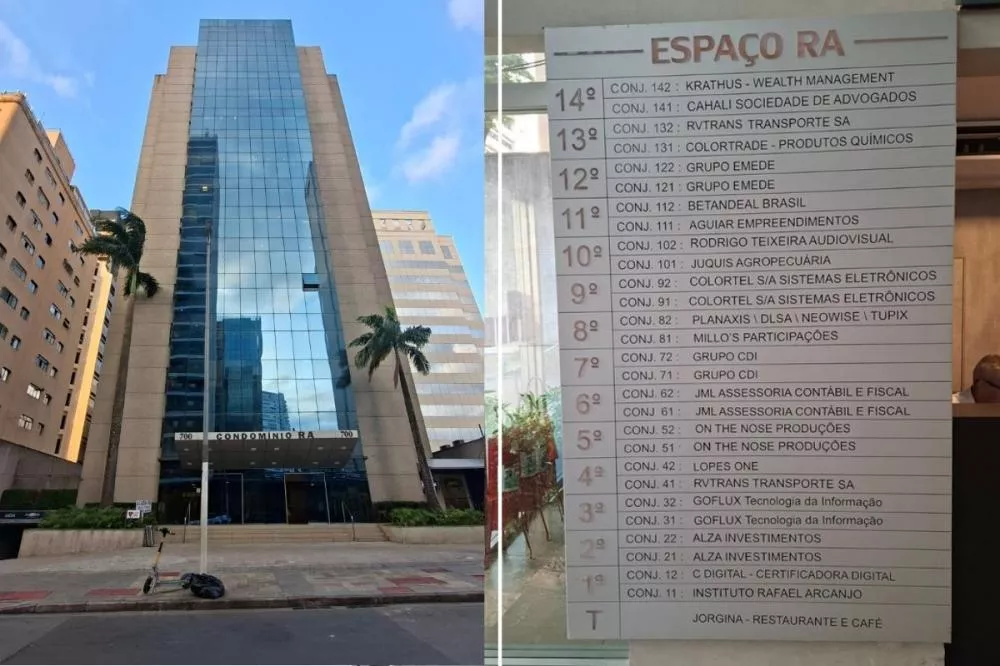 700 CONDOMÍNIO RA 700
ESPAÇO RA
14º
CONJ. 142 : KRATHUS - WEALTH MANAGEMENT
CONJ. 141 : CAHALI SOCIEDADE DE ADVOGADOS
13º
CONJ. 132 : RVTRANS TRANSPORTE SA
CONJ. 131 : COLORTRADE - PRODUTOS QUÍMICOS
12º
CONJ. 122 : GRUPO EMEDE
CONJ. 121 : GRUPO EMEDE
11º
CONJ. 112 : BETANDEAL BRASIL
CONJ. 111 : AGUIAR EMPREENDIMENTOS
10º
CONJ. 102 : RODRIGO TEIXEIRA AUDIOVISUAL
CONJ. 101 : JUQUIS AGROPECUÁRIA
9º
CONJ. 92 : COLORTEL S/A SISTEMAS ELETRÔNICOS
CONJ. 91 : COLORTEL S/A SISTEMAS ELETRÔNICOS
8º
CONJ. 82 : PLANAXIS \ DLSA \ NEOWISE \ TUPIX
CONJ. 81 : MILLO'S PARTICIPAÇÕES
7º
CONJ. 72 : GRUPO CDI
CONJ. 71 : GRUPO CDI
6º
CONJ. 62 : JML ASSESSORIA CONTÁBIL E FISCAL
CONJ. 61 : JML ASSESSORIA CONTÁBIL E FISCAL
5º
CONJ. 52 : ON THE NOSE PRODUÇÕES
CONJ. 51 : ON THE NOSE PRODUÇÕES
4º
CONJ. 42 : LOPES ONE
CONJ. 41 : RVTRANS TRANSPORTE SA
3º
CONJ. 32 : GOFLUX Tecnologia da Informação
CONJ. 31 : GOFLUX Tecnologia da Informação
2º
CONJ. 22 : ALZA INVESTIMENTOS
CONJ. 21 : ALZA INVESTIMENTOS
1º
CONJ. 12 : C DIGITAL - CERTIFICADORA DIGITAL
CONJ. 11 : INSTITUTO RAFAEL ARCANJO
T
JORGINA - RESTAURANTE E CAFÉ